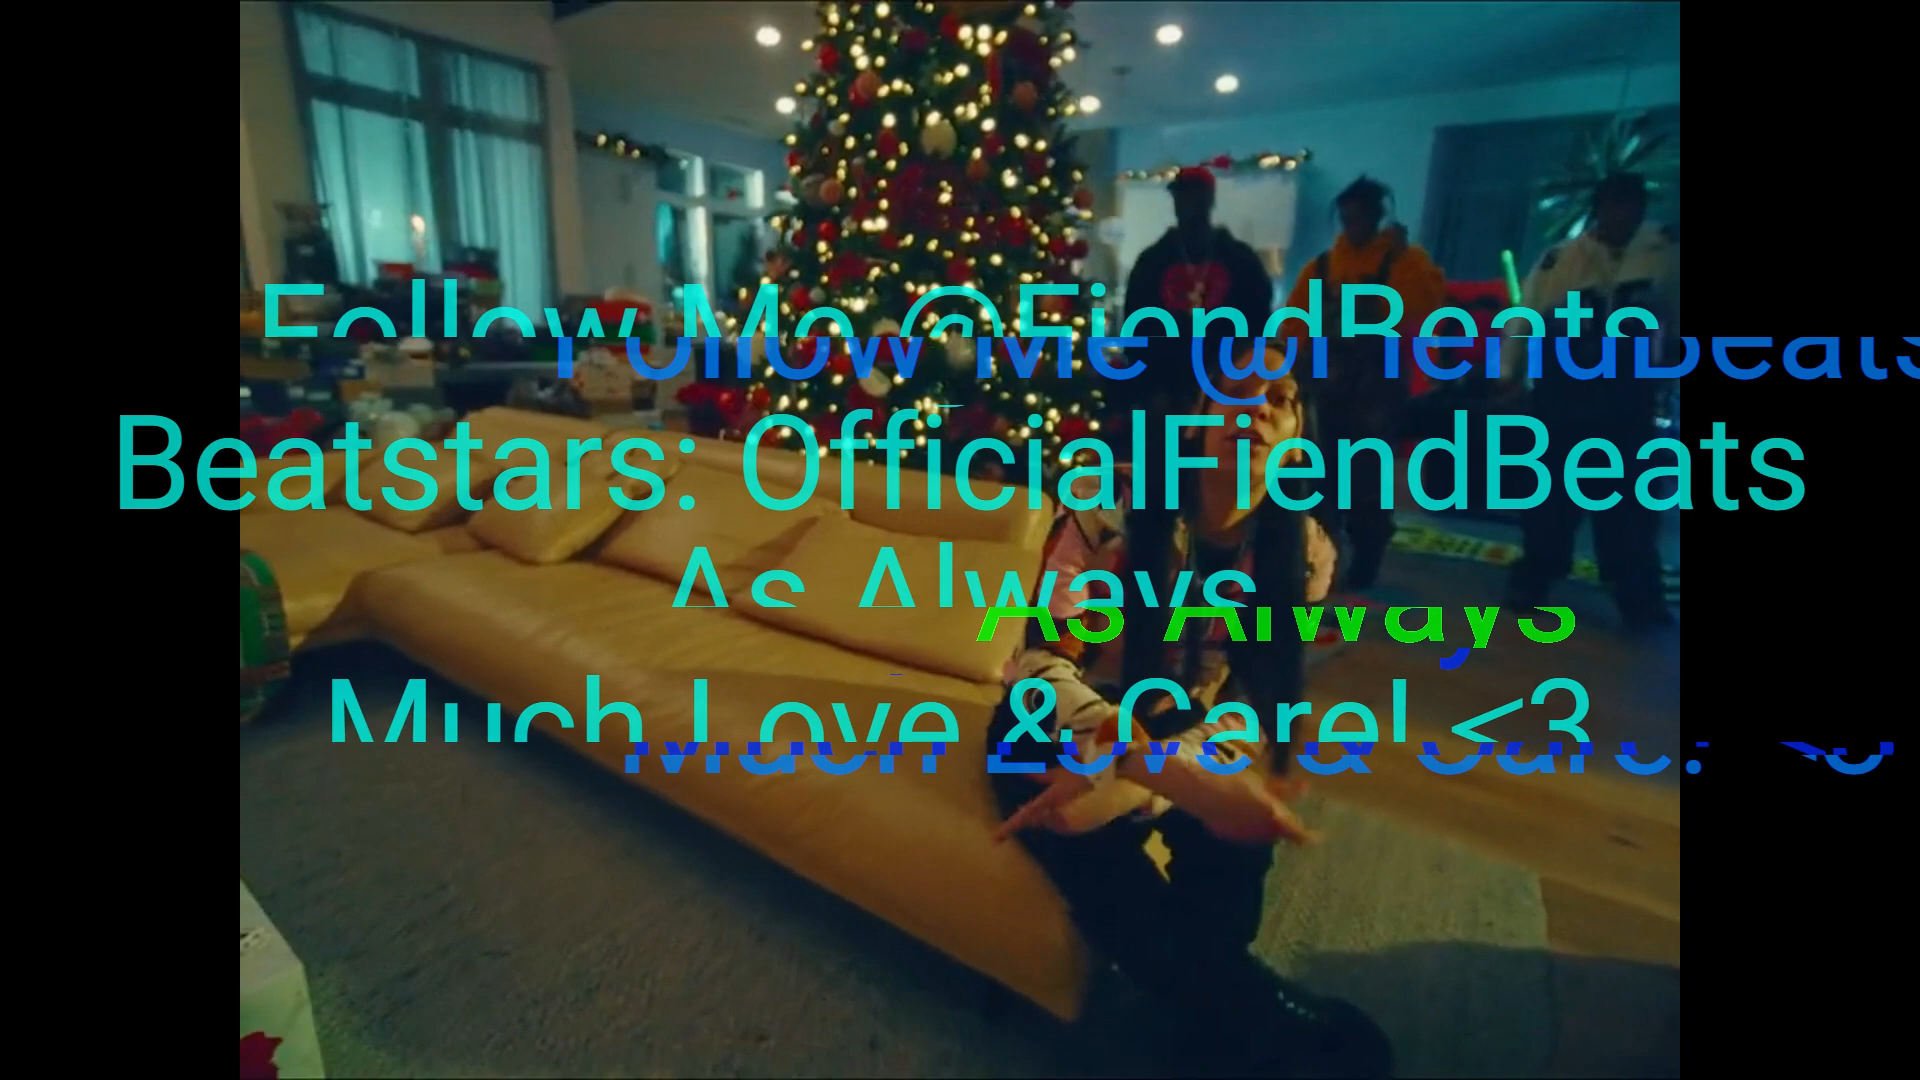 Follow Me @FiendBeats
Beatstars: OfficialFiendBeats
As Always
Much Love & Care! <3